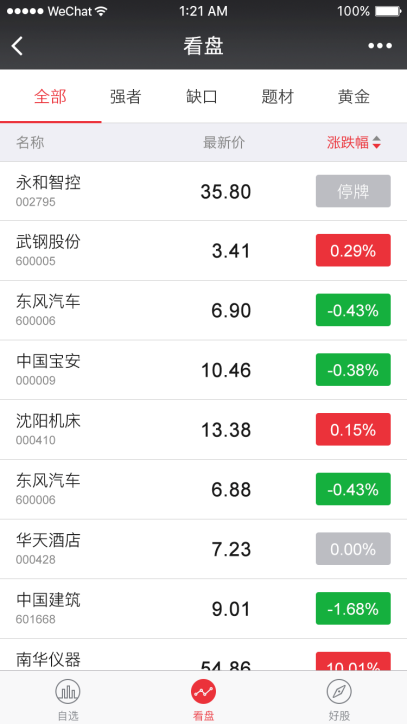 WeChat 1:21 AM 100%
看盘
全部 强者 缺口 题材 黄金
名称 最新价 涨跌幅
永和智控 35.80 停牌
002795
武钢股份 3.41 0.29%
600005
东风汽车 6.90 -0.43%
600006
中国宝安 10.46 -0.38%
000009
沈阳机床 13.38 0.15%
000410
东风汽车 6.88 -0.43%
600006
华天酒店 7.23 0.00%
000428
中国建筑 9.01 -1.68%
601668
南华仪器 54.86 10.01%
自选 看盘 好股